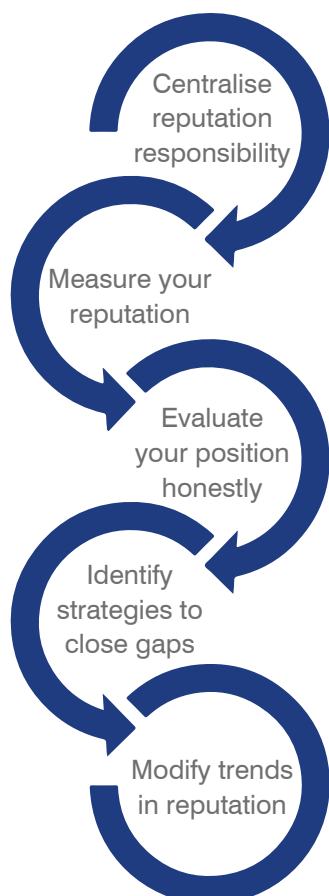 Centralise
reputation
responsibility
Measure your
reputation
Evaluate
your position
honestly
Identify
strategies to
close gaps
Modify trends
in reputation